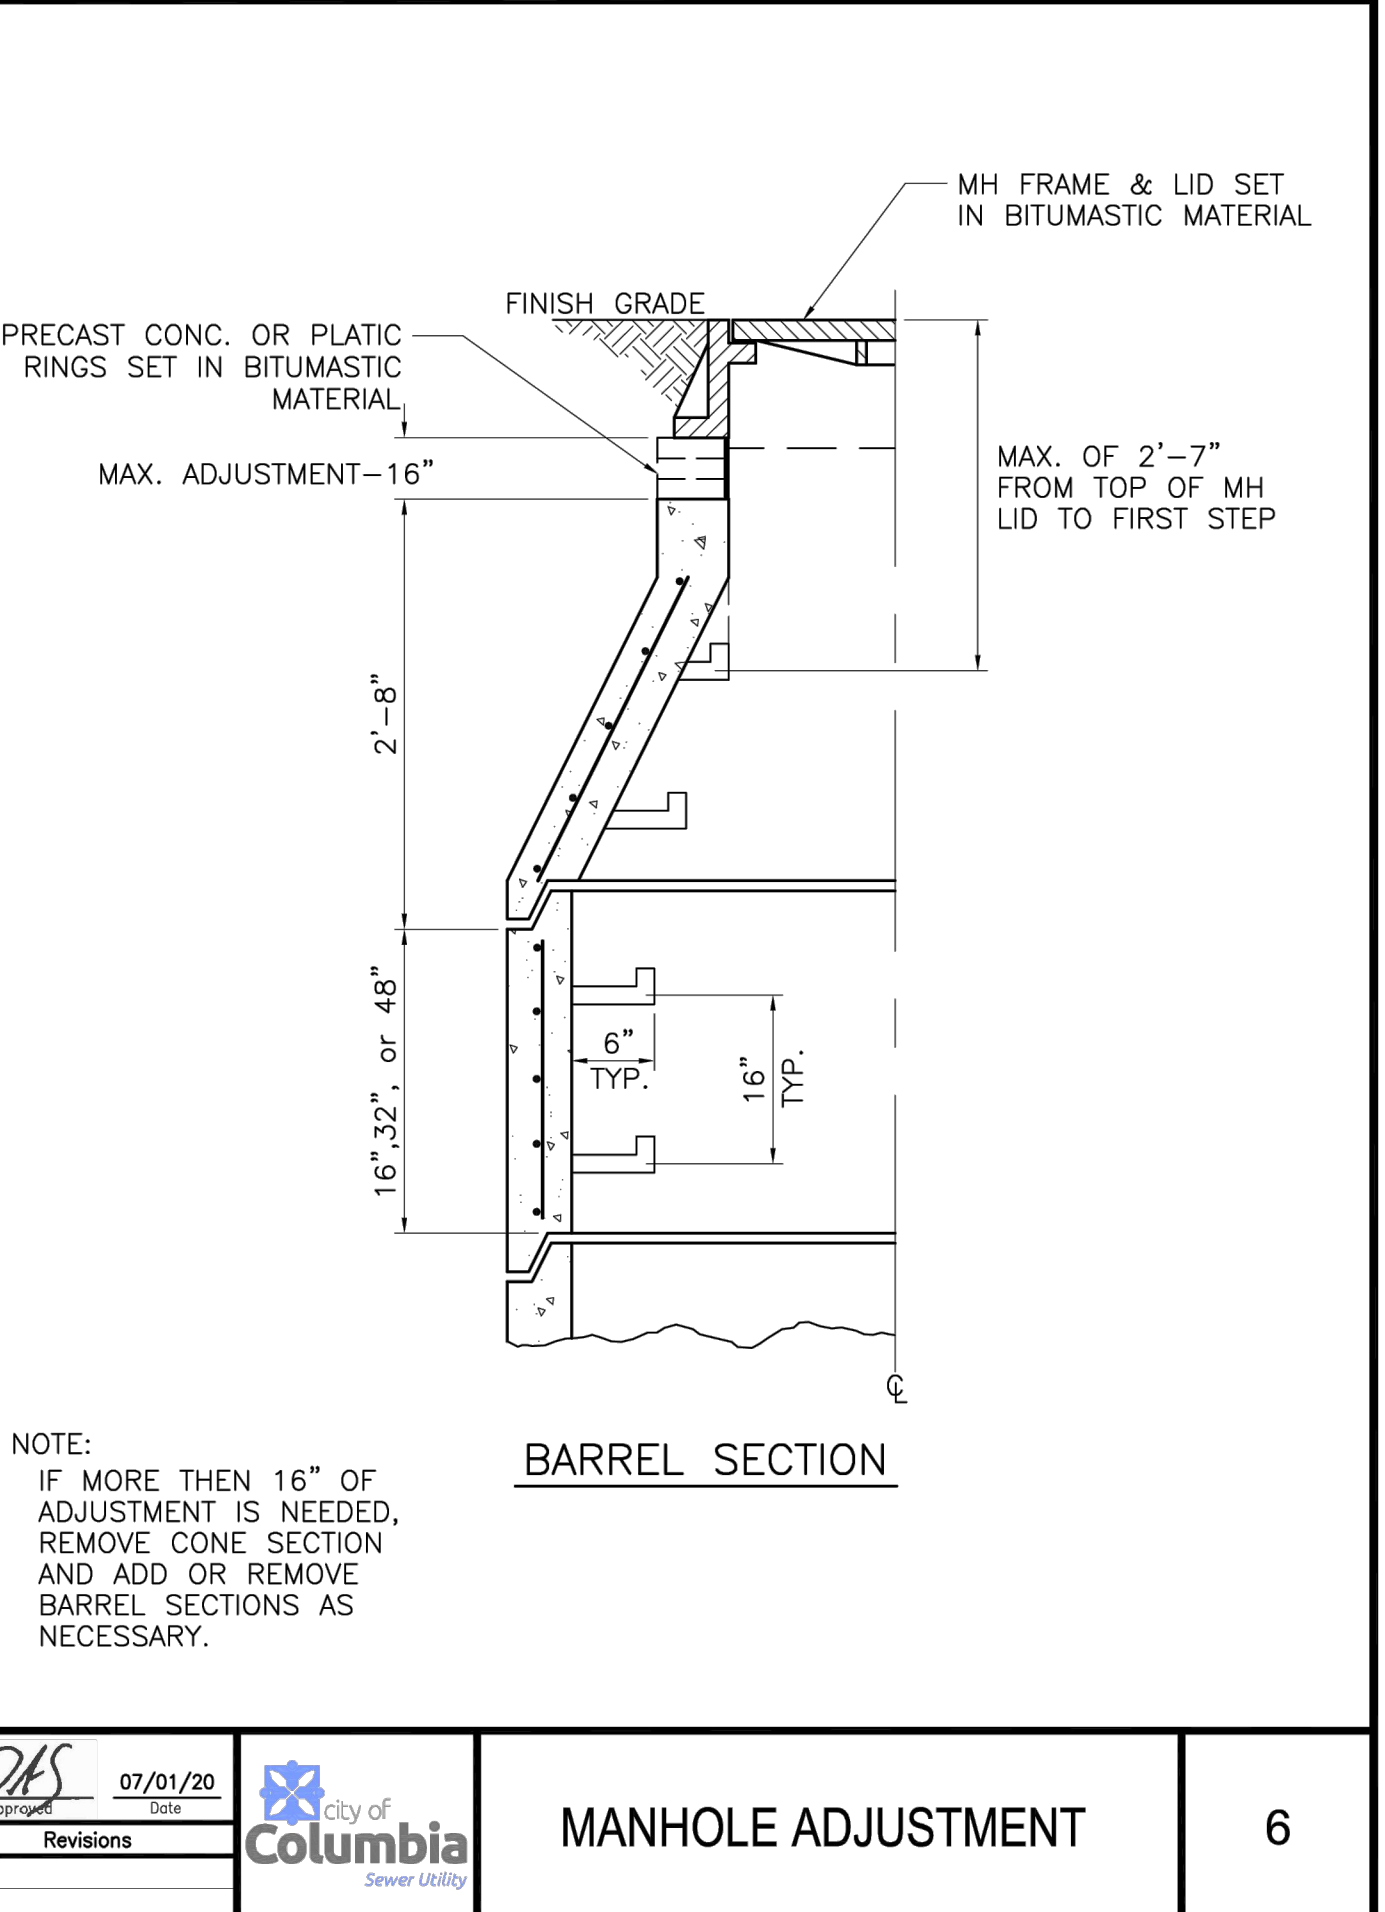 MH FRAME & LID SET
IN BITUMASTIC MATERIAL
FINISH GRADE
PRECAST CONC. OR PLATIC
RINGS SET IN BITUMASTIC
MATERIAL
MAX. ADJUSTMENT-16"
MAX. OF 2'-7"
FROM TOP OF MH
LID TO FIRST STEP
2'-8"
16",32", or 48"
6"
TYP.
16"
TYP.
℄
BARREL SECTION
NOTE:
IF MORE THEN 16" OF
ADJUSTMENT IS NEEDED,
REMOVE CONE SECTION
AND ADD OR REMOVE
BARREL SECTIONS AS
NECESSARY.
07/01/20
Date
Revisions
city of
Columbia
Sewer Utility
MANHOLE ADJUSTMENT
6